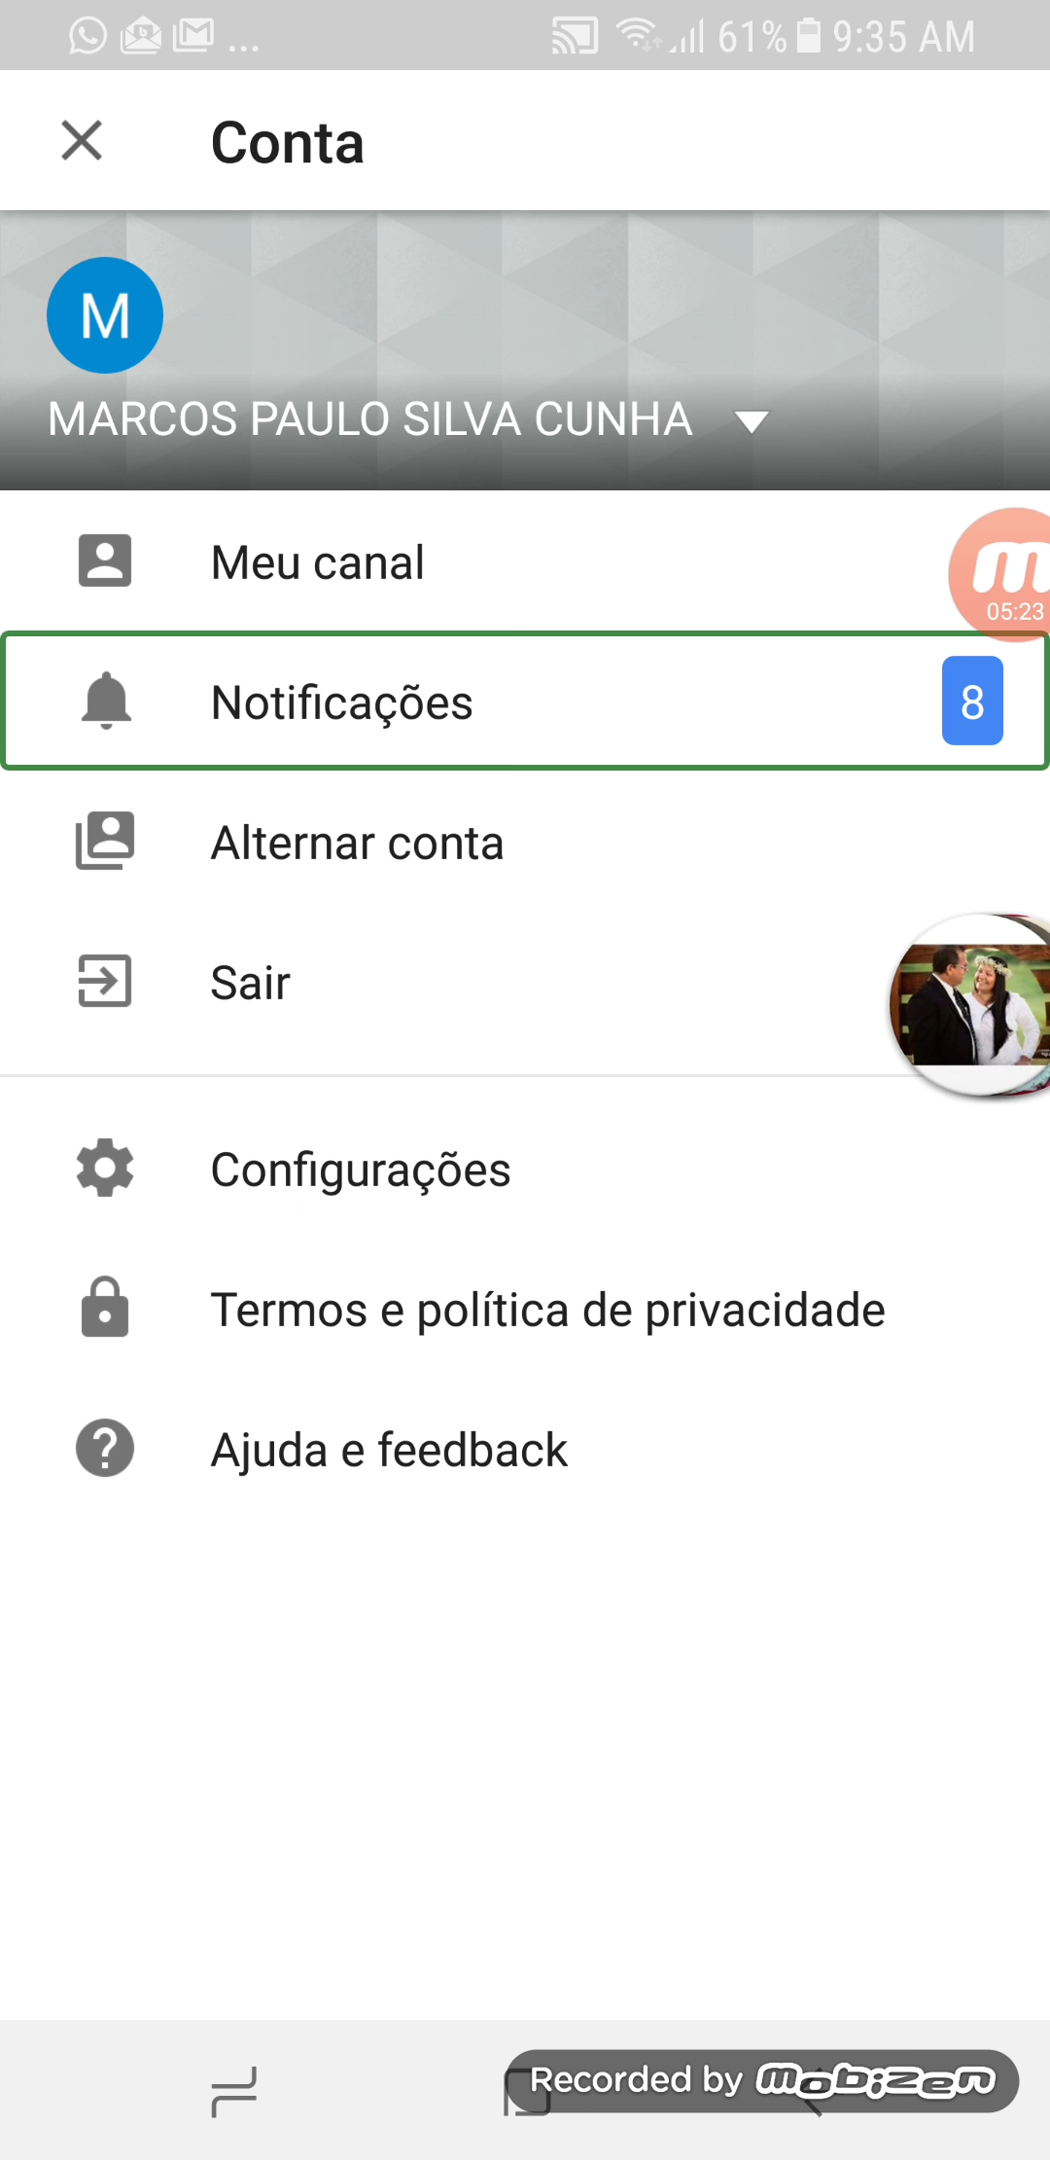 ... 61% 9:35 AM
Conta
M
MARCOS PAULO SILVA CUNHA
Meu canal
m
05:23
Notificações 8
Alternar conta
Sair
Configurações
Termos e política de privacidade
Ajuda e feedback
Recorded by mobizen